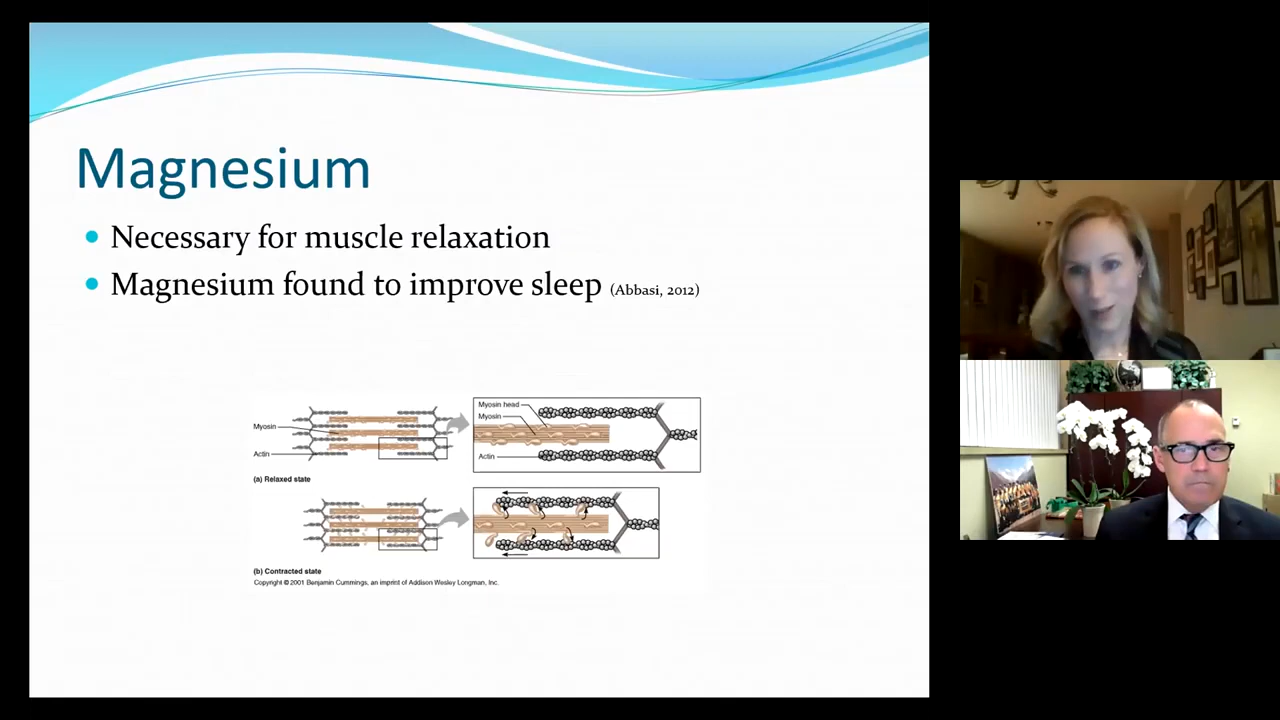 Magnesium
Necessary for muscle relaxation
Magnesium found to improve sleep (Abbasi, 2012)
Myosin
Actin
Myosin head
Myosin
Actin
(a) Relaxed state
(b) Contracted state
Copyright © 2001 Benjamin Cummings, an imprint of Addison Wesley Longman, Inc.